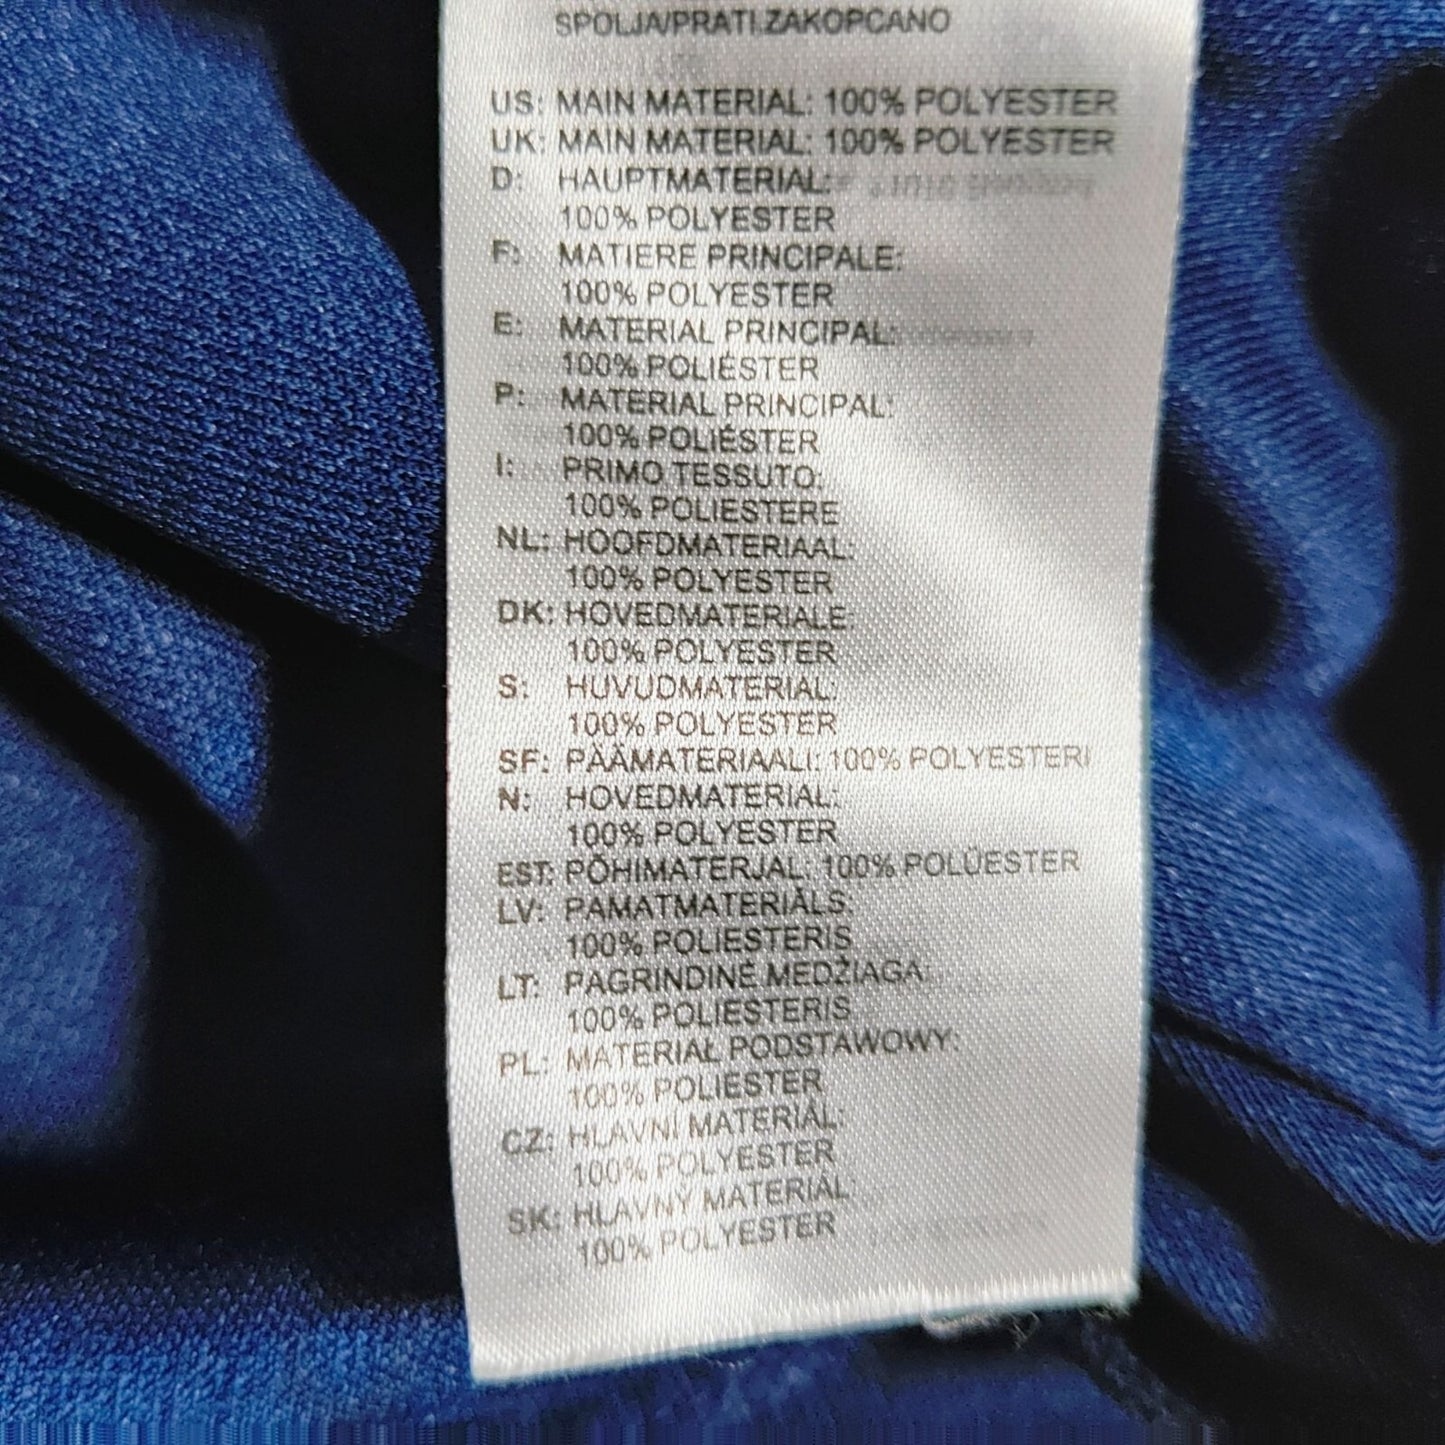 SPOLJA/PRATI ZAKOPCANO
US: MAIN MATERIAL: 100% POLYESTER
UK: MAIN MATERIAL: 100% POLYESTER
D: HAUPTMATERIAL:
100% POLYESTER
F: MATIERE PRINCIPALE:
100% POLYESTER
E: MATERIAL PRINCIPAL:
100% POLIÉSTER
P: MATERIAL PRINCIPAL:
100% POLIÉSTER
I: PRIMO TESSUTO:
100% POLIESTERE
NL: HOOFDMATERIAAL:
100% POLYESTER
DK: HOVEDMATERIALE:
100% POLYESTER
S: HUVUDMATERIAL:
100% POLYESTER
SF: PÄÄMATERIAALI: 100% POLYESTERI
N: HOVEDMATERIAL:
100% POLYESTER
EST: PÕHIMATERJAL: 100% POLÜESTER
LV: PAMATMATERIĀLS:
100% POLIESTERIS
LT: PAGRINDINĖ MEDŽIAGA:
100% POLIESTERIS
PL: MATERIAŁ PODSTAWOWY:
100% POLIESTER
CZ: HLAVNÍ MATERIÁL:
100% POLYESTER
SK: HLAVNÝ MATERIÁL:
100% POLYESTER